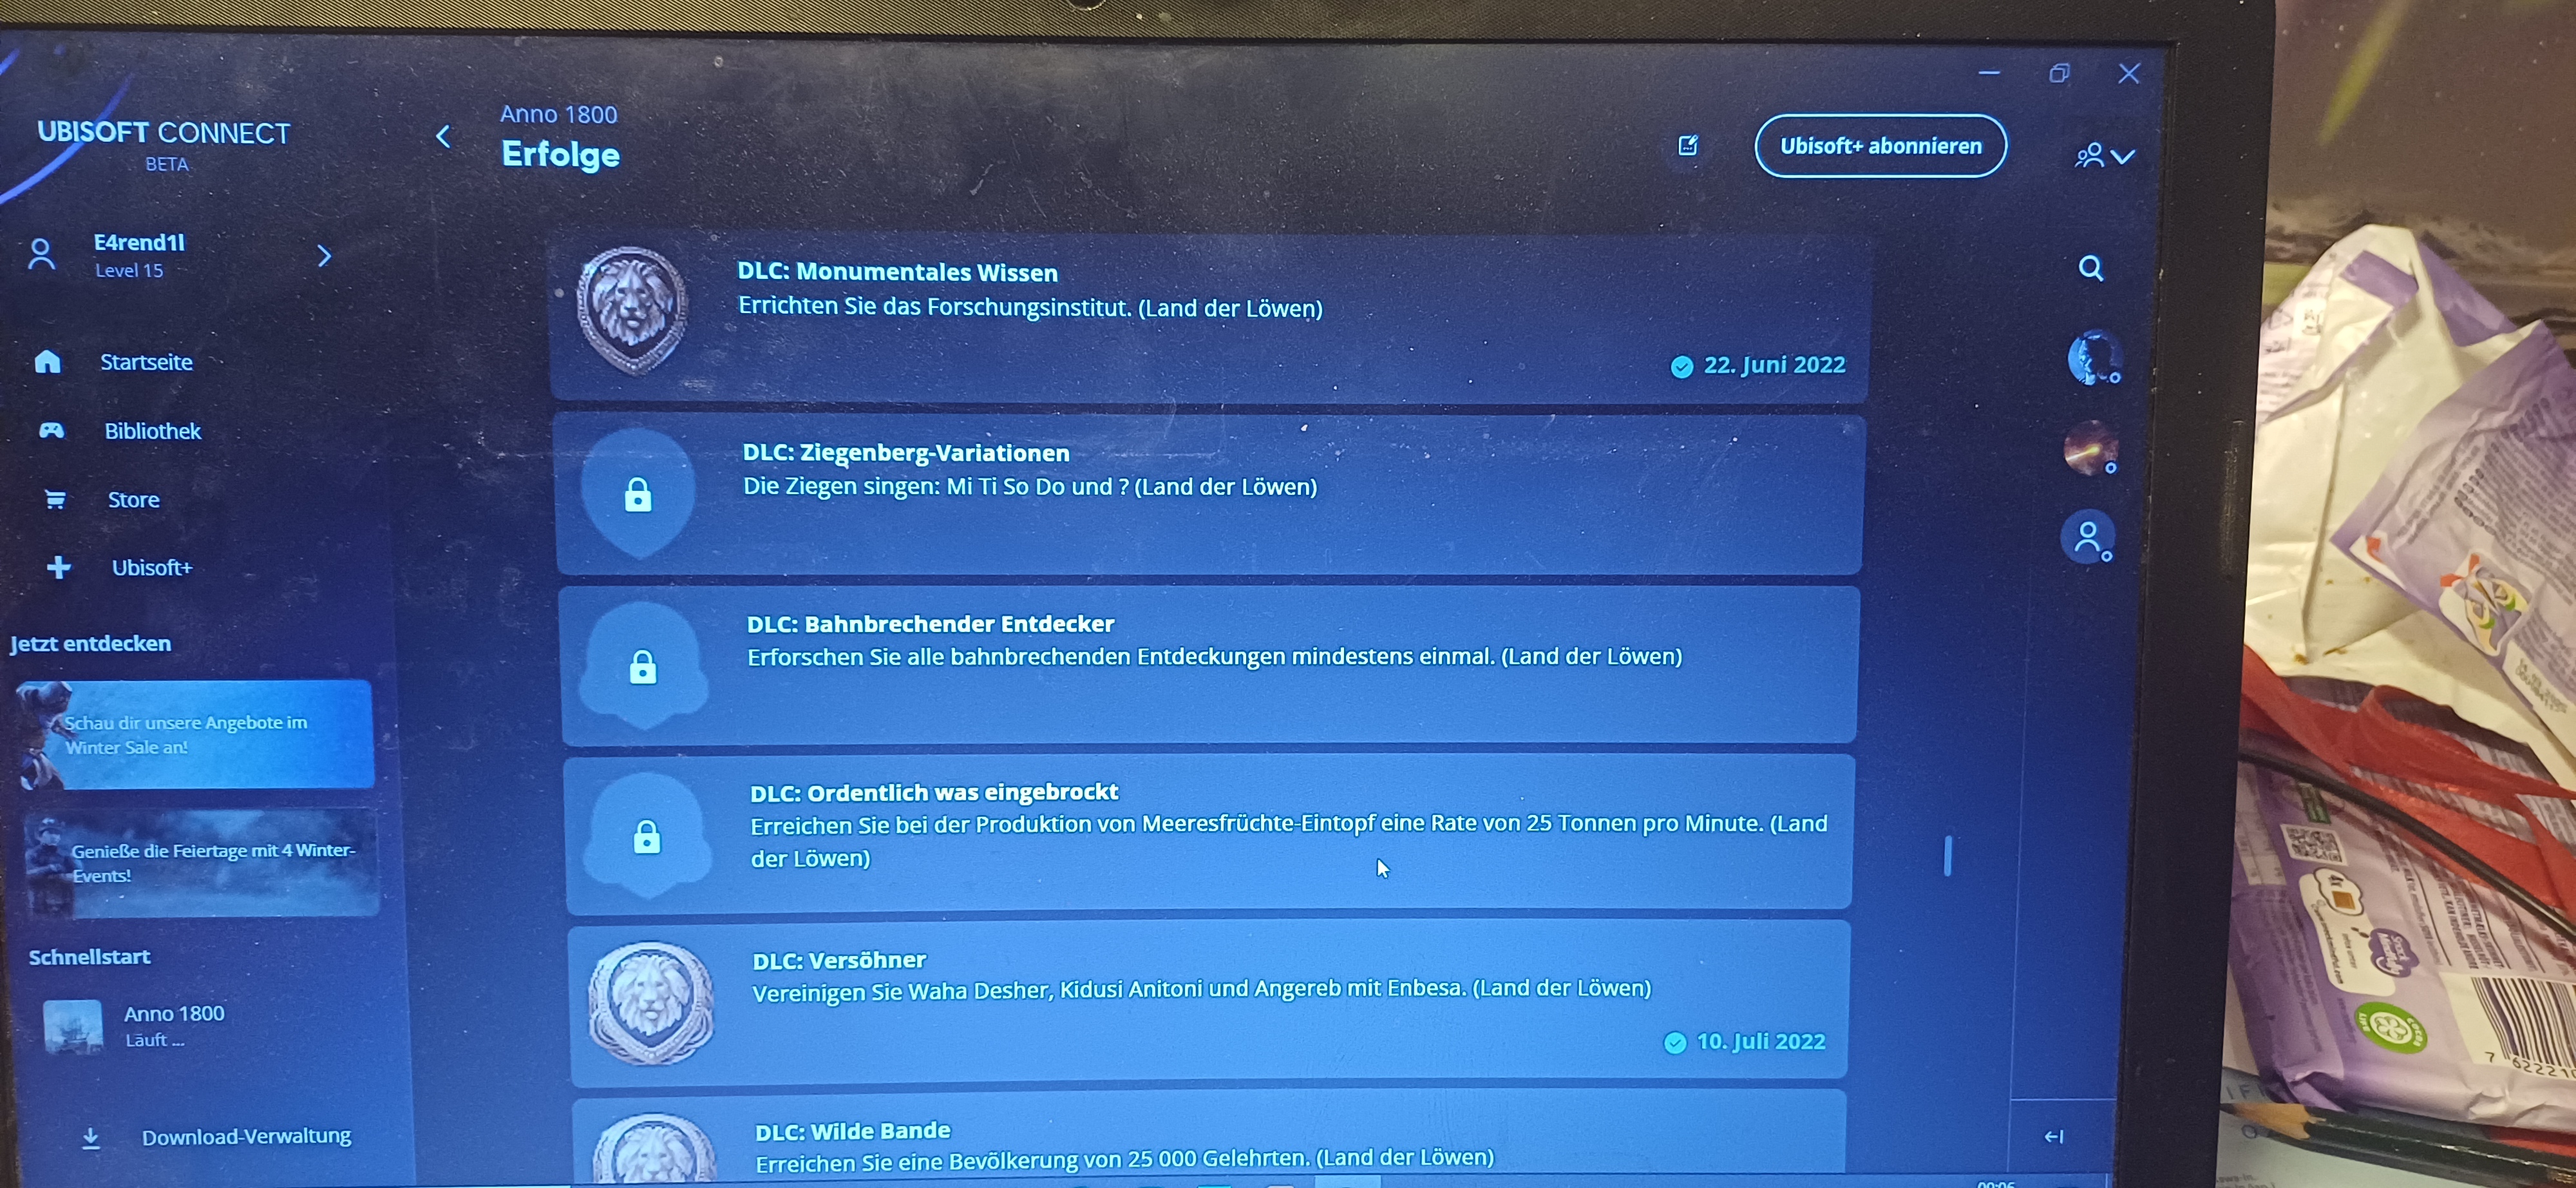 UBISOFT CONNECT
BETA
Anno 1800
Erfolge
Ubisoft+ abonnieren
E4rend1l
Level 15
Startseite
Bibliothek
Store
Ubisoft+
Jetzt entdecken
Schau dir unsere Angebote im
Winter Sale an!
Genieße die Feiertage mit 4 Winter-
Events!
Schnellstart
Anno 1800
Läuft ...
Download-Verwaltung
DLC: Monumentales Wissen
Errichten Sie das Forschungsinstitut. (Land der Löwen)
22. Juni 2022
DLC: Ziegenberg-Variationen
Die Ziegen singen: Mi Ti So Do und ? (Land der Löwen)
DLC: Bahnbrechender Entdecker
Erforschen Sie alle bahnbrechenden Entdeckungen mindestens einmal. (Land der Löwen)
DLC: Ordentlich was eingebrockt
Erreichen Sie bei der Produktion von Meeresfrüchte-Eintopf eine Rate von 25 Tonnen pro Minute. (Land
der Löwen)
DLC: Versöhner
Vereinigen Sie Waha Desher, Kidusi Anitoni und Angereb mit Enbesa. (Land der Löwen)
10. Juli 2022
DLC: Wilde Bande
Erreichen Sie eine Bevölkerung von 25 000 Gelehrten. (Land der Löwen)